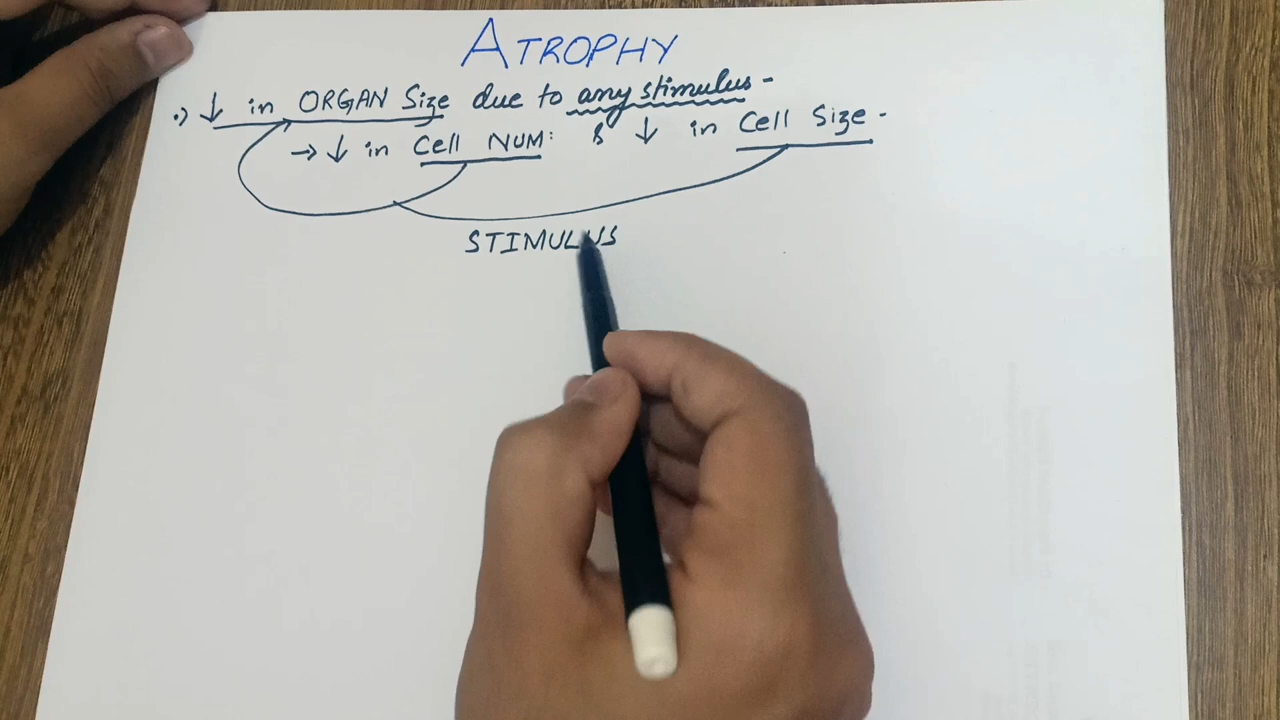 ATROPHY
.) ↓ in ORGAN Size due to any stimulus -
→ ↓ in Cell NUM: & ↓ in Cell Size -
STIMULUS